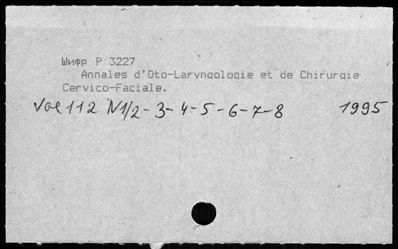 Шифр P 3227
Annales d'Oto-Laryngologie et de Chirurgie
Cervico-Faciale.
Vol 112 N1/2-3-4-5-6-7-8 1995